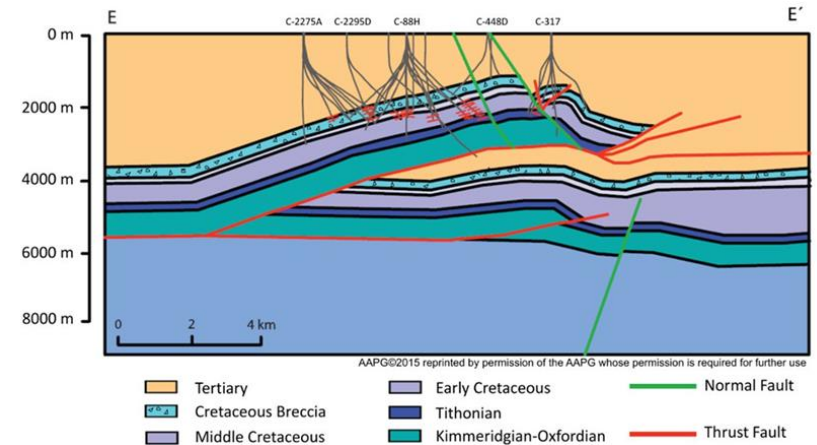 E E´
C-2275A C-2295D C-88H C-448D C-317
0 m
2000 m
4000 m
6000 m
8000 m
0 2 4 km
AAPG©2015 reprinted by permission of the AAPG whose permission is required for further use
Tertiary Early Cretaceous Normal Fault
Cretaceous Breccia Tithonian
Middle Cretaceous Kimmeridgian-Oxfordian Thrust Fault